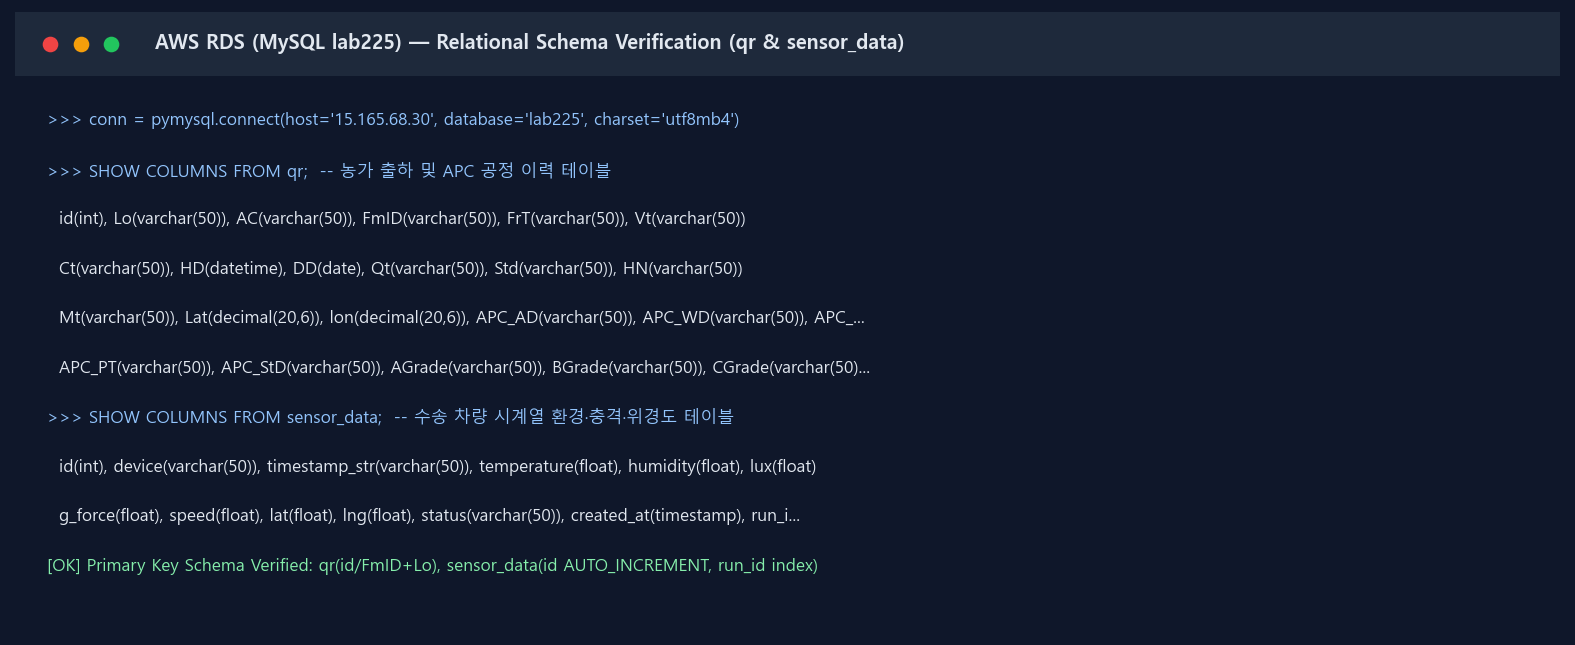 AWS RDS (MySQL lab225) — Relational Schema Verification (qr & sensor_data)
>>> conn = pymysql.connect(host='15.165.68.30', database='lab225', charset='utf8mb4')
>>> SHOW COLUMNS FROM qr;  -- 농가 출하 및 APC 공정 이력 테이블
id(int), Lo(varchar(50)), AC(varchar(50)), FmID(varchar(50)), FrT(varchar(50)), Vt(varchar(50))
Ct(varchar(50)), HD(datetime), DD(date), Qt(varchar(50)), Std(varchar(50)), HN(varchar(50))
Mt(varchar(50)), Lat(decimal(20,6)), lon(decimal(20,6)), APC_AD(varchar(50)), APC_WD(varchar(50)), APC_...
APC_PT(varchar(50)), APC_StD(varchar(50)), AGrade(varchar(50)), BGrade(varchar(50)), CGrade(varchar(50)...
>>> SHOW COLUMNS FROM sensor_data;  -- 수송 차량 시계열 환경·충격·위경도 테이블
id(int), device(varchar(50)), timestamp_str(varchar(50)), temperature(float), humidity(float), lux(float)
g_force(float), speed(float), lat(float), lng(float), status(varchar(50)), created_at(timestamp), run_i...
[OK] Primary Key Schema Verified: qr(id/FmID+Lo), sensor_data(id AUTO_INCREMENT, run_id index)